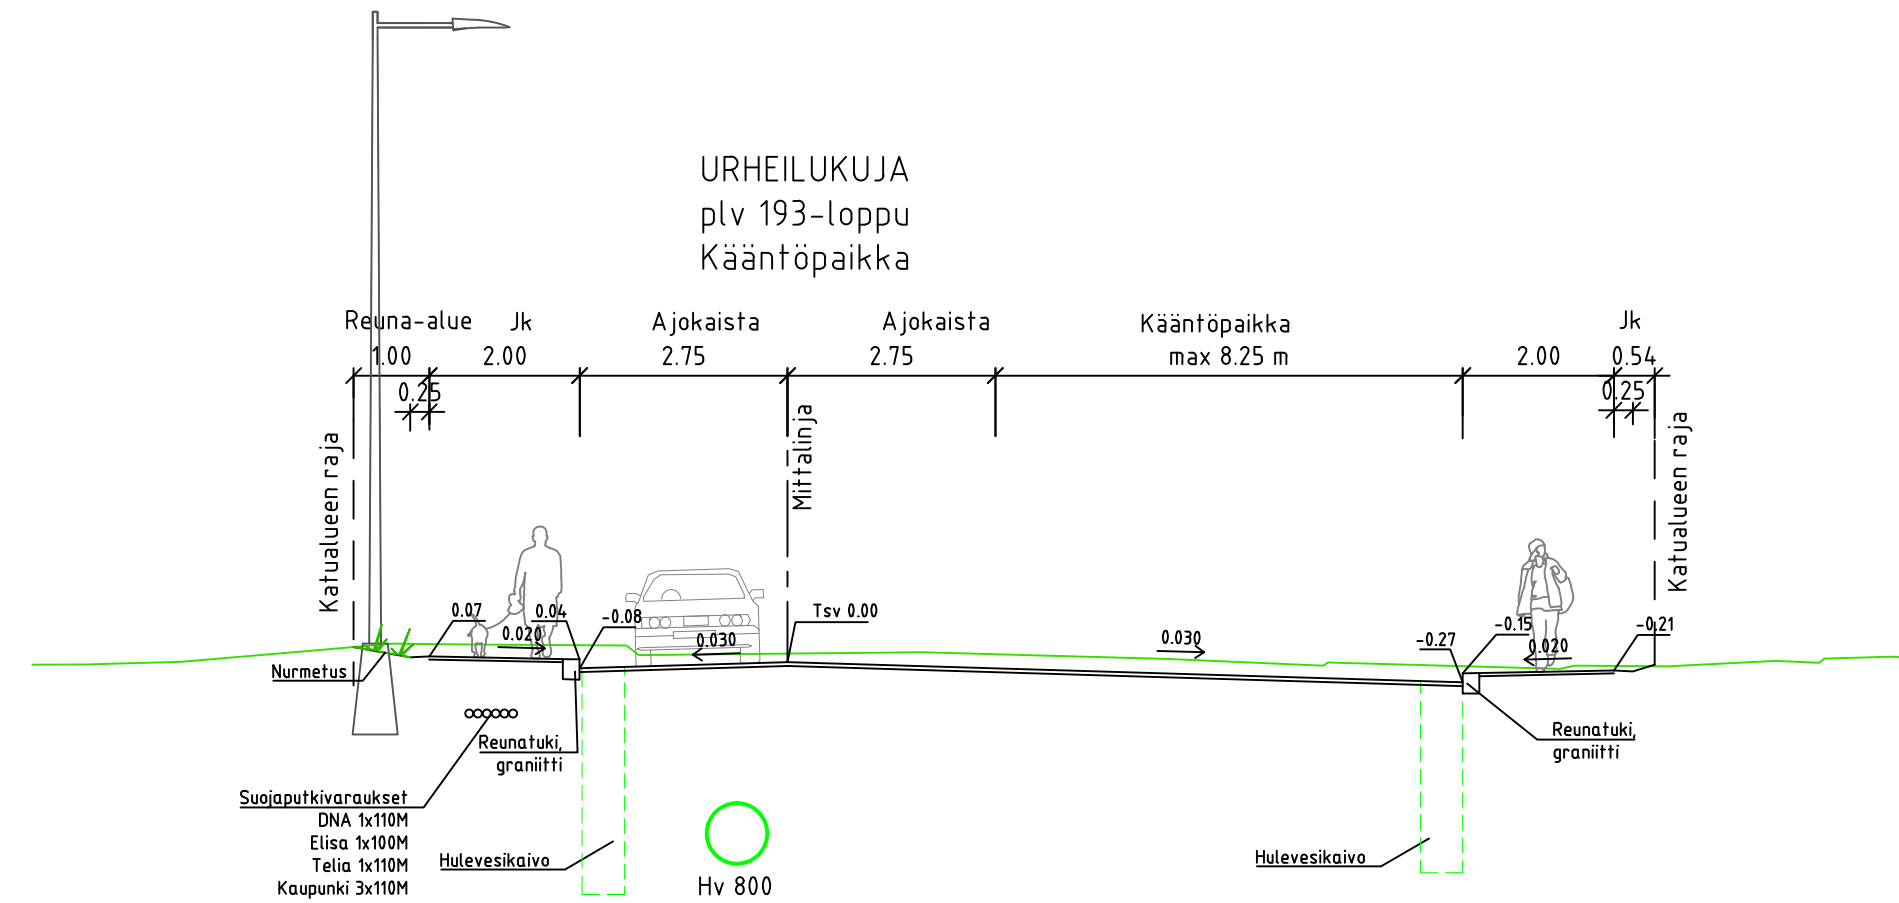 URHEILUKUJA
plv 193-loppu
Kääntöpaikka
Reuna-alue
Jk
Ajokaista
Ajokaista
Kääntöpaikka
Jk
1.00
2.00
2.75
2.75
max 8.25 m
2.00
0.54
0.25
0.25
Katualueen raja
Mittalinja
Katualueen raja
0.07
0.04
-0.08
Tsv 0.00
-0.27
-0.15
-0.21
0.020
0.030
0.030
0.020
Nurmetus
Reunatuki,
graniitti
Reunatuki,
graniitti
Suojaputkivaraukset
DNA 1x110M
Elisa 1x100M
Telia 1x110M
Kaupunki 3x110M
Hulevesikaivo
Hv 800
Hulevesikaivo